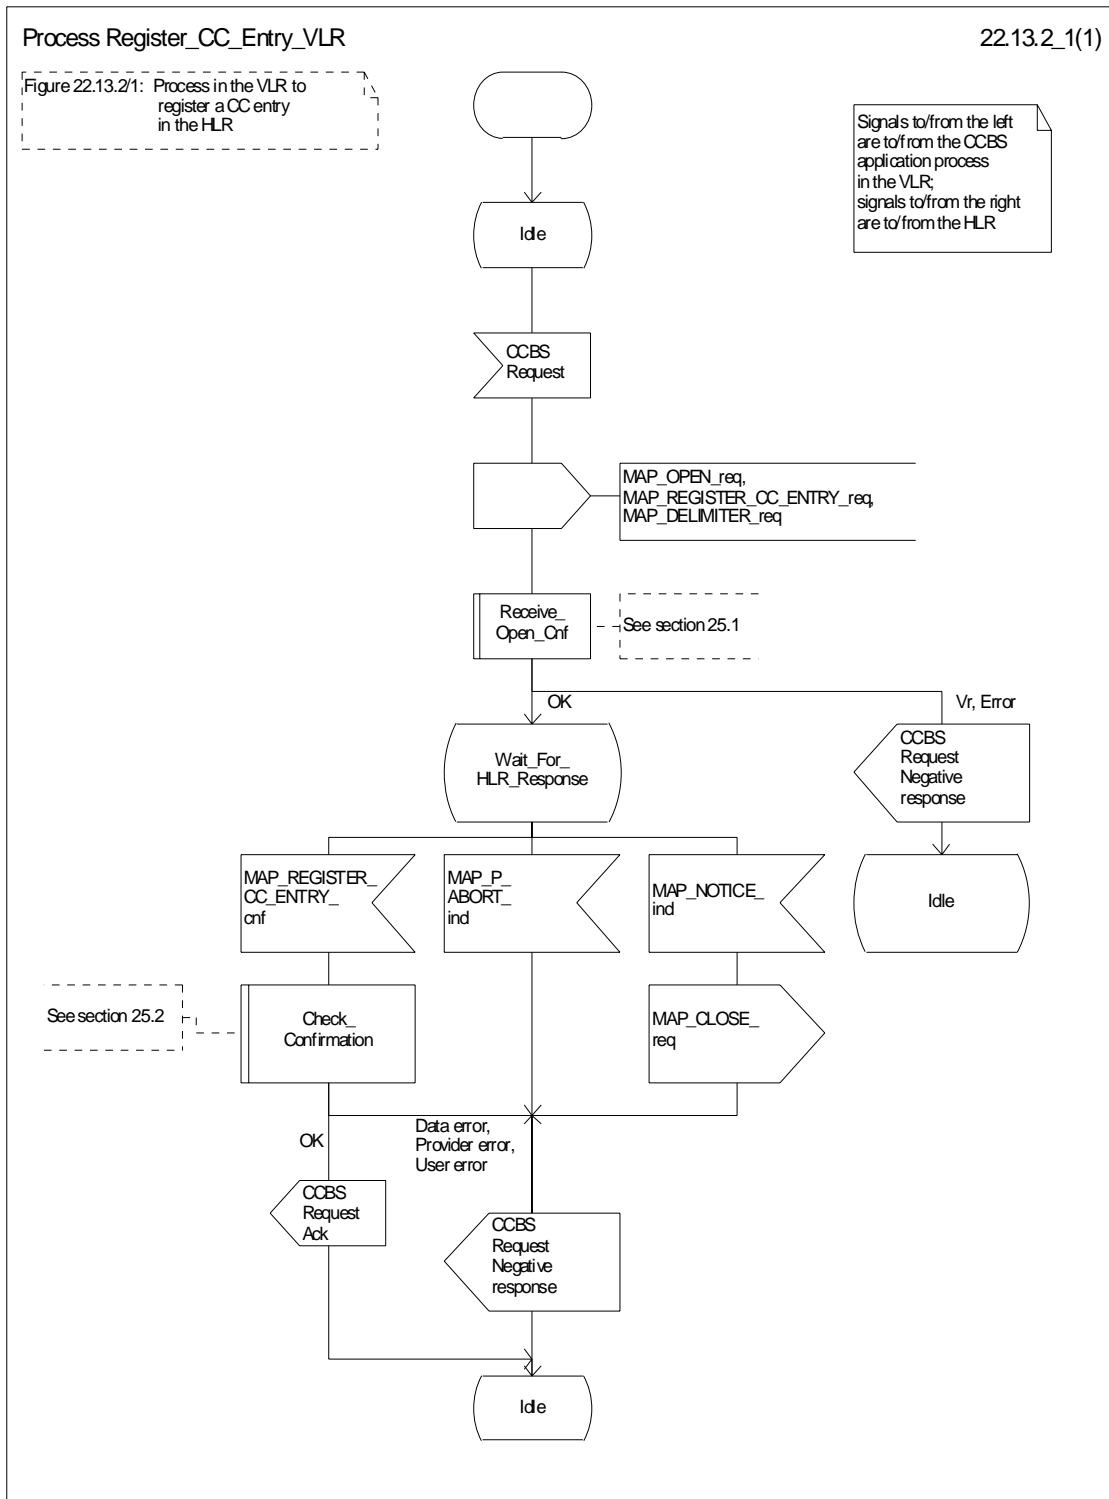 Process Register_CC_Entry_VLR
22.13.2_1(1)
Figure 22.13.2/1: Process in the VLR to
register a CC entry
in the HLR
Signals to/from the left
are to/from the CCBS
application process
in the VLR;
signals to/from the right
are to/from the HLR
Idle
CCBS
Request
MAP_OPEN_req,
MAP_REGISTER_CC_ENTRY_req,
MAP_DELIMITER_req
Receive_
Open_Cnf
See section 25.1
OK
Vr, Error
Wait_For_
HLR_Response
CCBS
Request
Negative
response
MAP_REGISTER_
CC_ENTRY_
cnf
MAP_P_
ABORT_
ind
MAP_NOTICE_
ind
Idle
See section 25.2
Check_
Confirmation
MAP_CLOSE_
req
OK
Data error,
Provider error,
User error
CCBS
Request
Ack
CCBS
Request
Negative
response
Idle